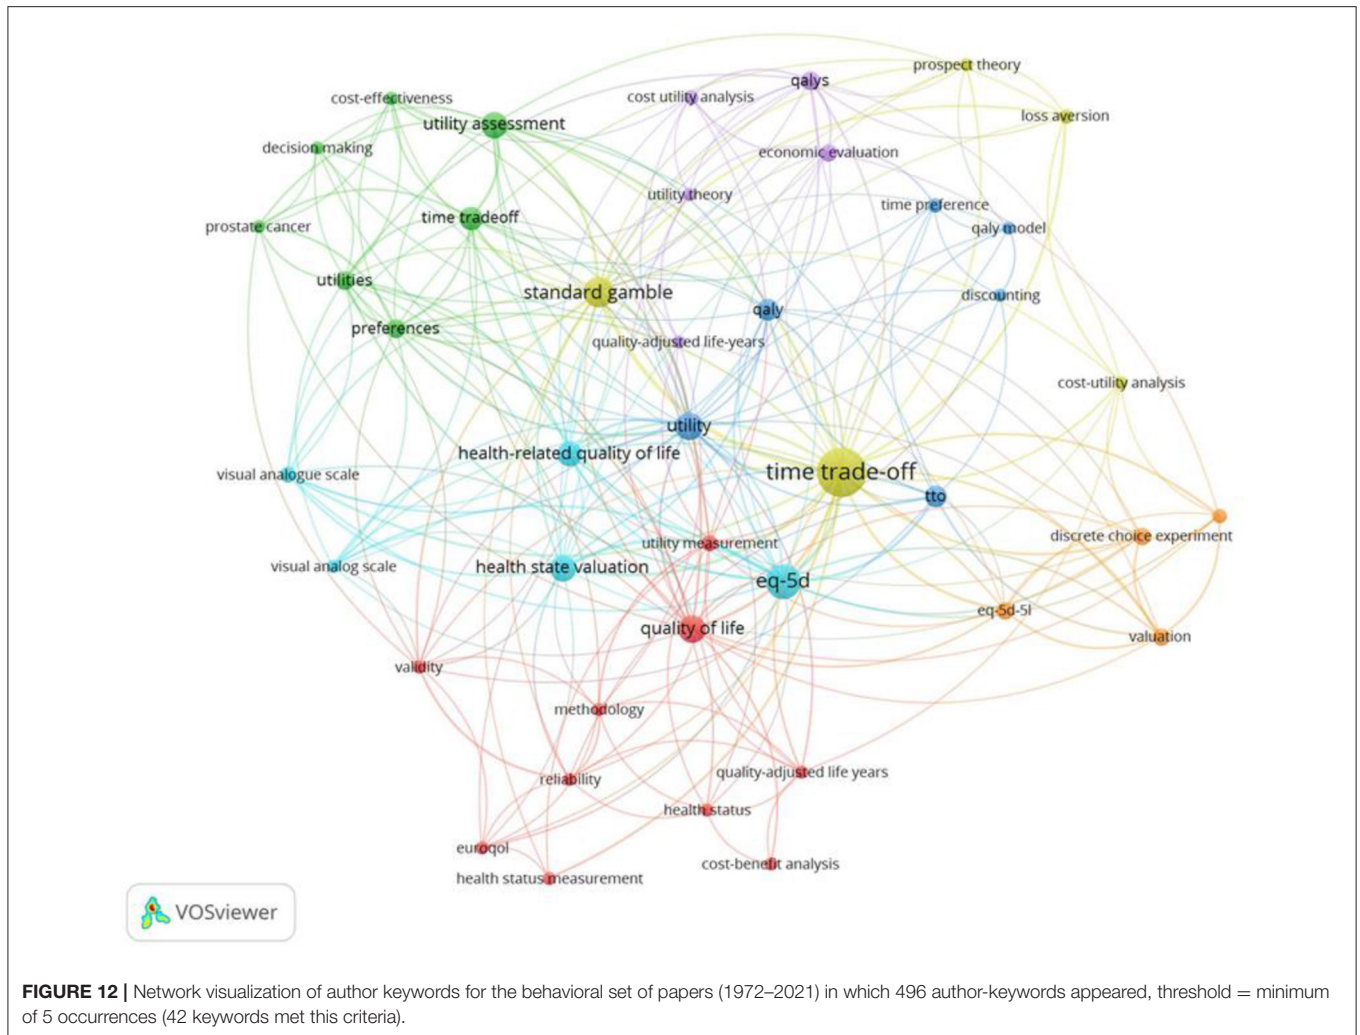 prospect theory
qalys
cost utility analysis
cost-effectiveness
loss aversion
utility assessment
decision making
economic evaluation
utility theory
time preference
time tradeoff
prostate cancer
qaly model
utilities
standard gamble
discounting
qaly
preferences
quality-adjusted life-years
cost-utility analysis
utility
health-related quality of life
time trade-off
visual analogue scale
tto
discrete choice experiment
utility measurement
visual analog scale
health state valuation
eq-5d
eq-5d-5l
quality of life
valuation
validity
methodology
quality-adjusted life years
reliability
health status
euroqol
cost-benefit analysis
health status measurement
VOSviewer
FIGURE 12 | Network visualization of author keywords for the behavioral set of papers (1972–2021) in which 496 author-keywords appeared, threshold = minimum
of 5 occurrences (42 keywords met this criteria).